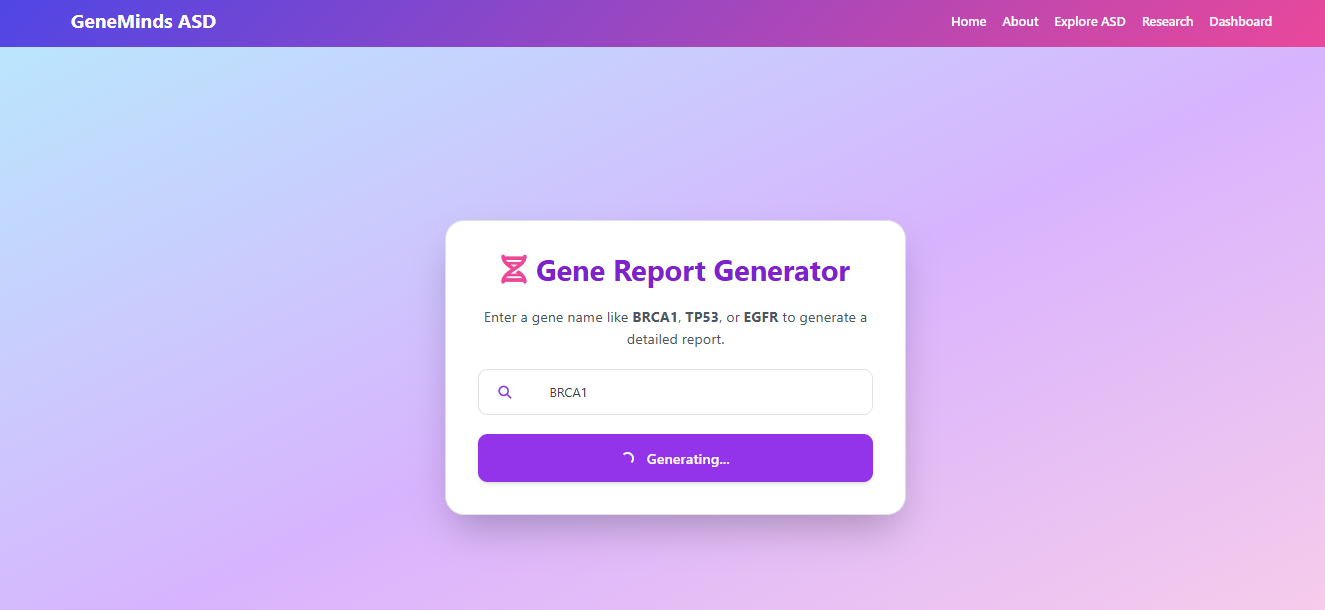 GeneMinds ASD
Home About Explore ASD Research Dashboard
Gene Report Generator
Enter a gene name like BRCA1, TP53, or EGFR to generate a
detailed report.
BRCA1
Generating...